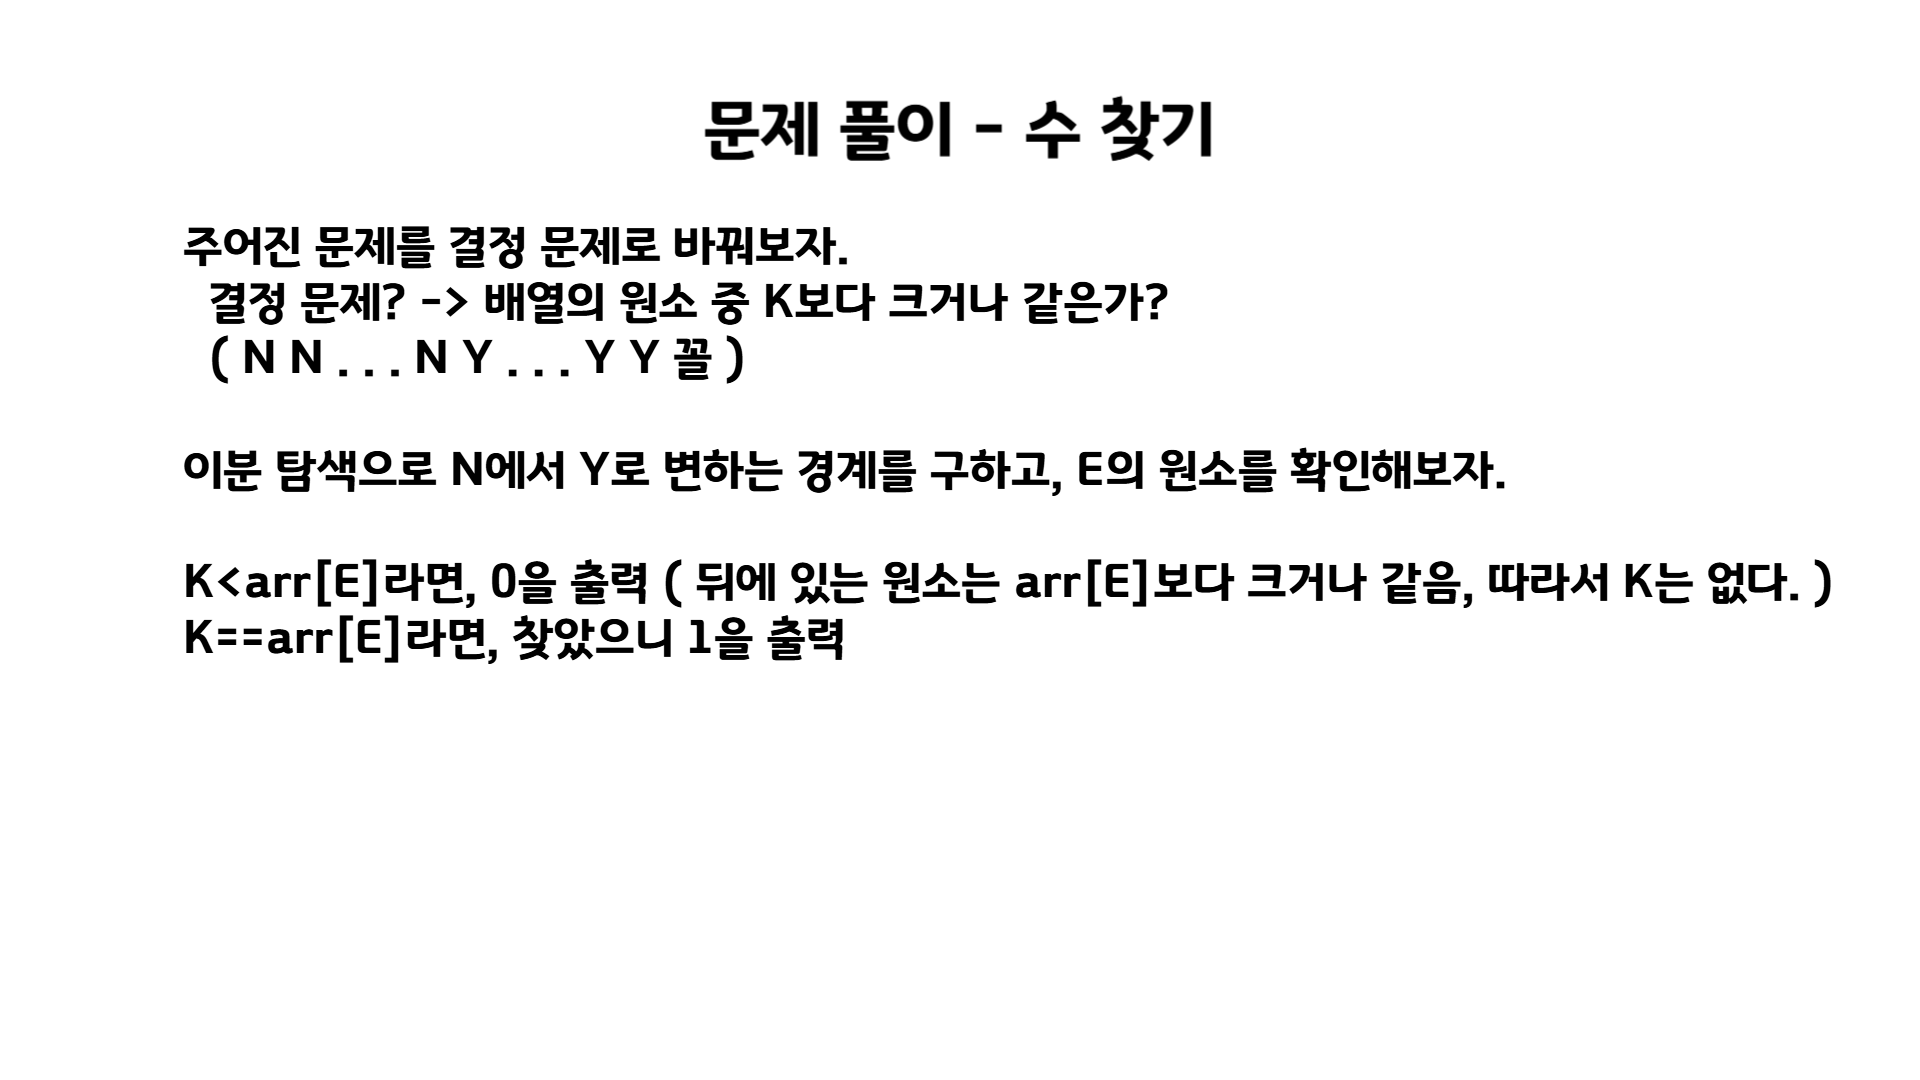 문제 풀이 - 수 찾기
주어진 문제를 결정 문제로 바꿔보자.
결정 문제? -> 배열의 원소 중 K보다 크거나 같은가?
( N N . . . N Y . . . Y Y 꼴 )
이분 탐색으로 N에서 Y로 변하는 경계를 구하고, E의 원소를 확인해보자.
K<arr[E]라면, 0을 출력 ( 뒤에 있는 원소는 arr[E]보다 크거나 같음, 따라서 K는 없다. )
K==arr[E]라면, 찾았으니 1을 출력